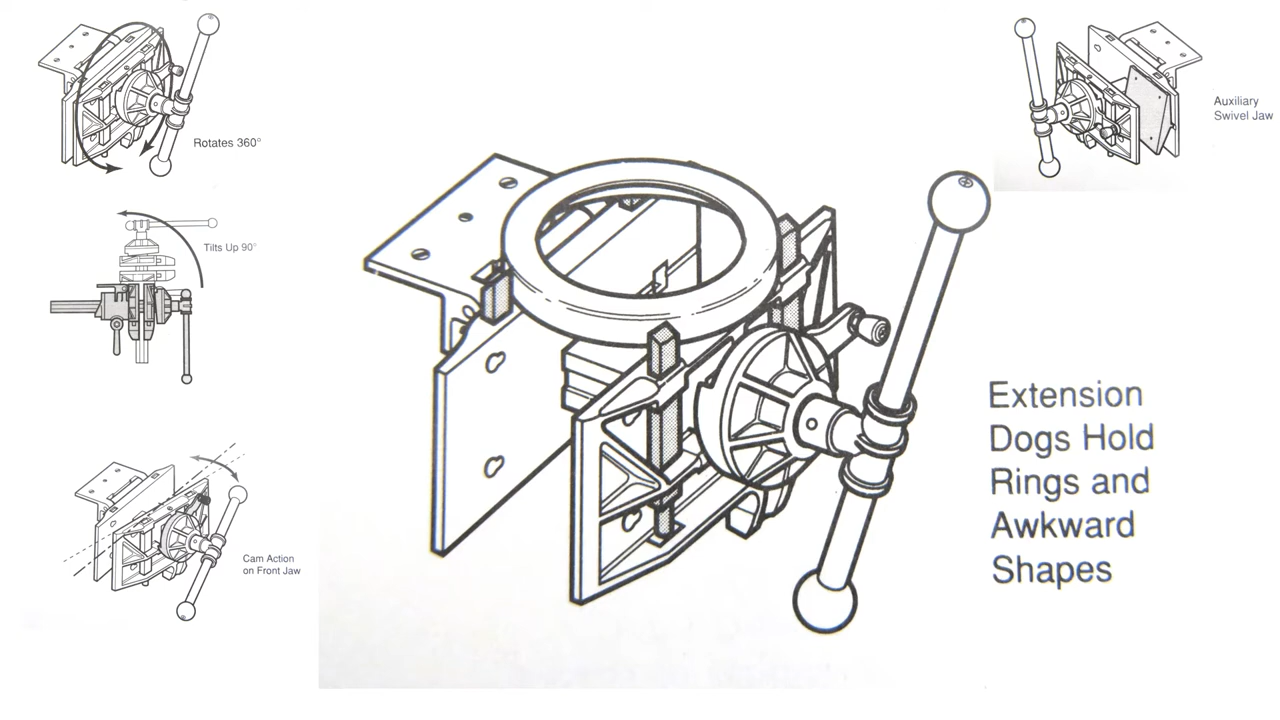 Rotates 360°
Tilts Up 90°
Cam Action
on Front Jaw
Auxiliary
Swivel Jaw
Extension
Dogs Hold
Rings and
Awkward
Shapes